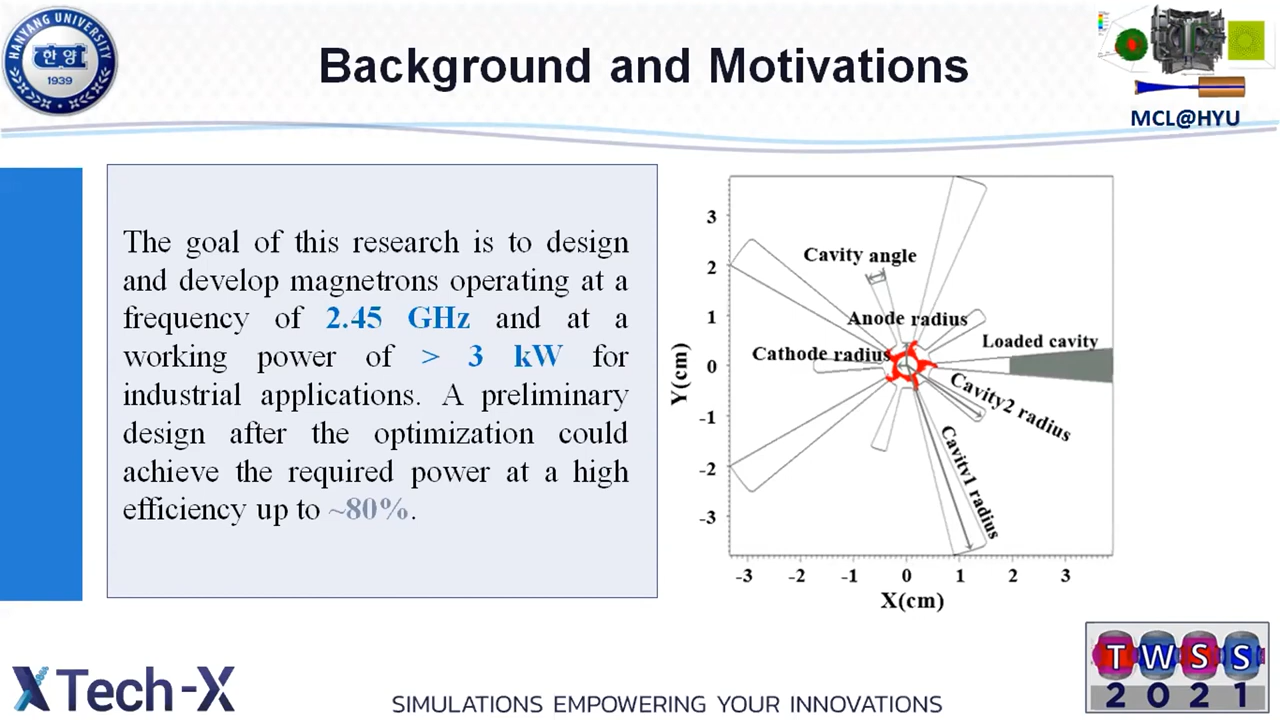 HANYANG UNIVERSITY
한양
1939
Background and Motivations
MCL@HYU
The goal of this research is to design
and develop magnetrons operating at a
frequency of 2.45 GHz and at a
working power of > 3 kW for
industrial applications. A preliminary
design after the optimization could
achieve the required power at a high
efficiency up to ~80%.
Cavity angle
Anode radius
Cathode radius
Loaded cavity
Cavity2 radius
Cavity1 radius
3
2
1
0
-1
-2
-3
Y(cm)
-3 -2 -1 0 1 2 3
X(cm)
Tech-X
SIMULATIONS EMPOWERING YOUR INNOVATIONS
TWSS
2021